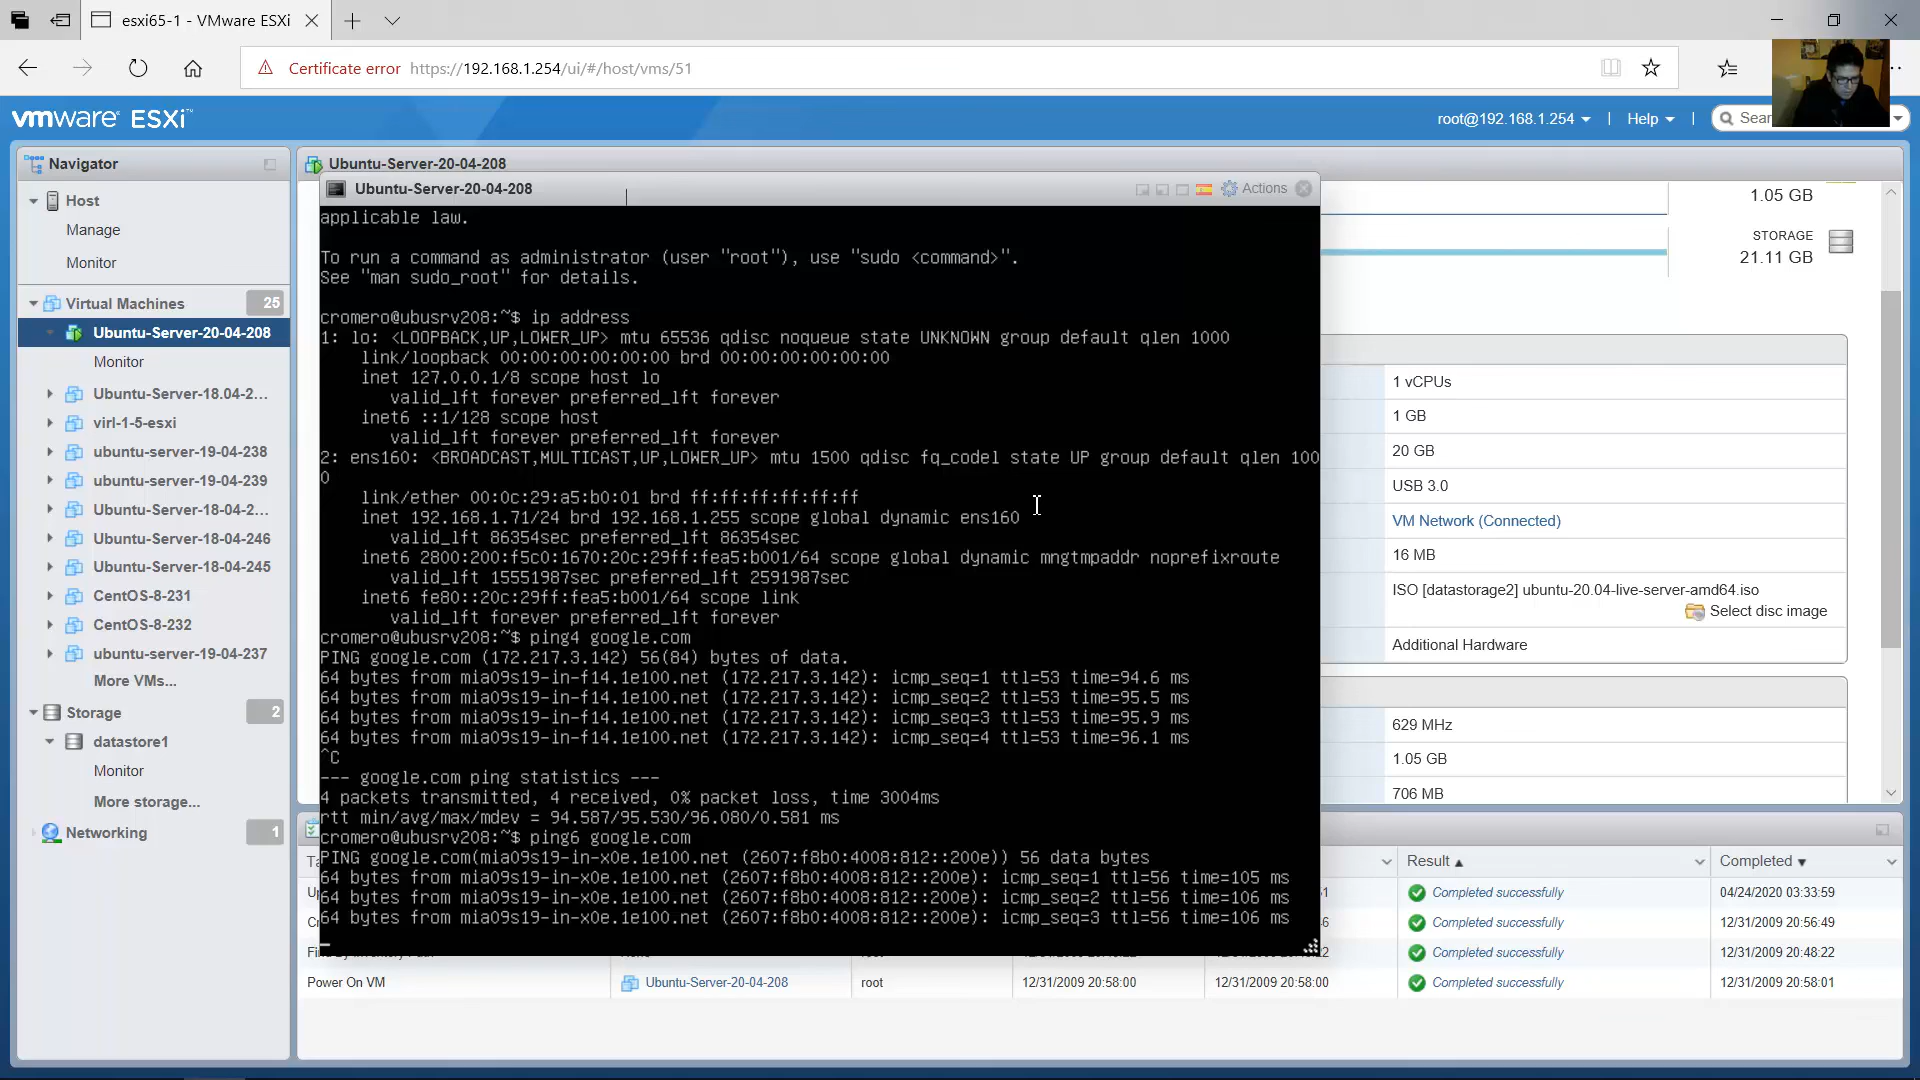 esxi65-1 - VMware ESXi
Certificate error https://192.168.1.254/ui/#/host/vms/51
vmware ESXi™
root@192.168.1.254 | Help | Sear
Navigator
Host
Manage
Monitor
Virtual Machines 25
Ubuntu-Server-20-04-208
Monitor
Ubuntu-Server-18.04-2...
virl-1-5-esxi
ubuntu-server-19-04-238
ubuntu-server-19-04-239
Ubuntu-Server-18-04-2...
Ubuntu-Server-18-04-246
Ubuntu-Server-18-04-245
CentOS-8-231
CentOS-8-232
ubuntu-server-19-04-237
More VMs...
Storage 2
datastore1
Monitor
More storage...
Networking 1
Ubuntu-Server-20-04-208
Ubuntu-Server-20-04-208 Actions
applicable law.
To run a command as administrator (user "root"), use "sudo <command>".
See "man sudo_root" for details.
cromero@ubusrv208:~$ ip address
1: lo: <LOOPBACK,UP,LOWER_UP> mtu 65536 qdisc noqueue state UNKNOWN group default qlen 1000
link/loopback 00:00:00:00:00:00 brd 00:00:00:00:00:00
inet 127.0.0.1/8 scope host lo
valid_lft forever preferred_lft forever
inet6 ::1/128 scope host
valid_lft forever preferred_lft forever
2: ens160: <BROADCAST,MULTICAST,UP,LOWER_UP> mtu 1500 qdisc fq_codel state UP group default qlen 100
0
link/ether 00:0c:29:a5:b0:01 brd ff:ff:ff:ff:ff:ff
inet 192.168.1.71/24 brd 192.168.1.255 scope global dynamic ens160
valid_lft 86354sec preferred_lft 86354sec
inet6 2800:200:f5c0:1670:20c:29ff:fea5:b001/64 scope global dynamic mngtmpaddr noprefixroute
valid_lft 15551987sec preferred_lft 2591987sec
inet6 fe80::20c:29ff:fea5:b001/64 scope link
valid_lft forever preferred_lft forever
cromero@ubusrv208:~$ ping4 google.com
PING google.com (172.217.3.142) 56(84) bytes of data.
64 bytes from mia09s19-in-f14.1e100.net (172.217.3.142): icmp_seq=1 ttl=53 time=94.6 ms
64 bytes from mia09s19-in-f14.1e100.net (172.217.3.142): icmp_seq=2 ttl=53 time=95.5 ms
64 bytes from mia09s19-in-f14.1e100.net (172.217.3.142): icmp_seq=3 ttl=53 time=95.9 ms
64 bytes from mia09s19-in-f14.1e100.net (172.217.3.142): icmp_seq=4 ttl=53 time=96.1 ms
^C
--- google.com ping statistics ---
4 packets transmitted, 4 received, 0% packet loss, time 3004ms
rtt min/avg/max/mdev = 94.587/95.530/96.080/0.581 ms
cromero@ubusrv208:~$ ping6 google.com
PING google.com(mia09s19-in-x0e.1e100.net (2607:f8b0:4008:812::200e)) 56 data bytes
64 bytes from mia09s19-in-x0e.1e100.net (2607:f8b0:4008:812::200e): icmp_seq=1 ttl=56 time=105 ms
64 bytes from mia09s19-in-x0e.1e100.net (2607:f8b0:4008:812::200e): icmp_seq=2 ttl=56 time=106 ms
64 bytes from mia09s19-in-x0e.1e100.net (2607:f8b0:4008:812::200e): icmp_seq=3 ttl=56 time=106 ms
1.05 GB
STORAGE
21.11 GB
1 vCPUs
1 GB
20 GB
USB 3.0
VM Network (Connected)
16 MB
ISO [datastorage2] ubuntu-20.04-live-server-amd64.iso
Select disc image
Additional Hardware
629 MHz
1.05 GB
706 MB
Result Completed
Completed successfully 04/24/2020 03:33:59
Completed successfully 12/31/2009 20:56:49
Completed successfully 12/31/2009 20:48:22
Power On VM Ubuntu-Server-20-04-208 root 12/31/2009 20:58:00 12/31/2009 20:58:00 Completed successfully 12/31/2009 20:58:01